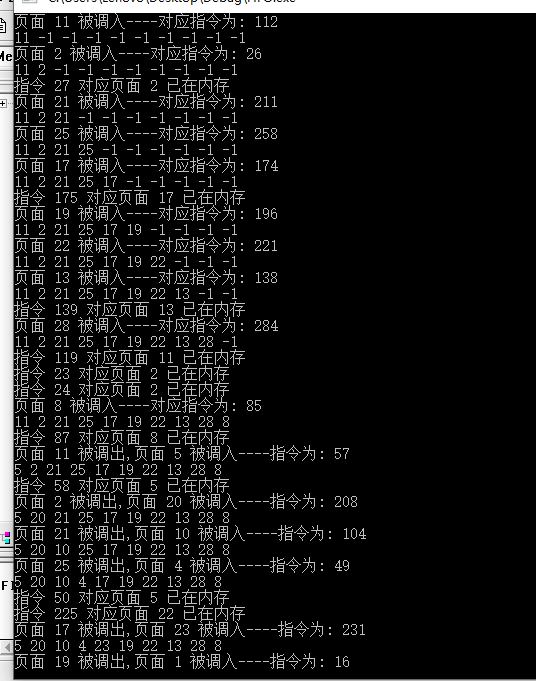 C:\Users\Lenovo\Desktop\Debug\FIFO.exe
页面 11 被调入----对应指令为: 112
11 -1 -1 -1 -1 -1 -1 -1 -1 -1
页面 2 被调入----对应指令为: 26
11 2 -1 -1 -1 -1 -1 -1 -1 -1
指令 27 对应页面 2 已在内存
页面 21 被调入----对应指令为: 211
11 2 21 -1 -1 -1 -1 -1 -1 -1
页面 25 被调入----对应指令为: 258
11 2 21 25 -1 -1 -1 -1 -1 -1
页面 17 被调入----对应指令为: 174
11 2 21 25 17 -1 -1 -1 -1 -1
指令 175 对应页面 17 已在内存
页面 19 被调入----对应指令为: 196
11 2 21 25 17 19 -1 -1 -1 -1
页面 22 被调入----对应指令为: 221
11 2 21 25 17 19 22 -1 -1 -1
页面 13 被调入----对应指令为: 138
11 2 21 25 17 19 22 13 -1 -1
指令 139 对应页面 13 已在内存
页面 28 被调入----对应指令为: 284
11 2 21 25 17 19 22 13 28 -1
指令 119 对应页面 11 已在内存
指令 23 对应页面 2 已在内存
指令 24 对应页面 2 已在内存
页面 8 被调入----对应指令为: 85
11 2 21 25 17 19 22 13 28 8
指令 87 对应页面 8 已在内存
页面 11 被调出,页面 5 被调入----指令为: 57
5 2 21 25 17 19 22 13 28 8
指令 58 对应页面 5 已在内存
页面 2 被调出,页面 20 被调入----指令为: 208
5 20 21 25 17 19 22 13 28 8
页面 21 被调出,页面 10 被调入----指令为: 104
5 20 10 25 17 19 22 13 28 8
页面 25 被调出,页面 4 被调入----指令为: 49
5 20 10 4 17 19 22 13 28 8
指令 50 对应页面 5 已在内存
指令 225 对应页面 22 已在内存
页面 17 被调出,页面 23 被调入----指令为: 231
5 20 10 4 23 19 22 13 28 8
页面 19 被调出,页面 1 被调入----指令为: 16
Me